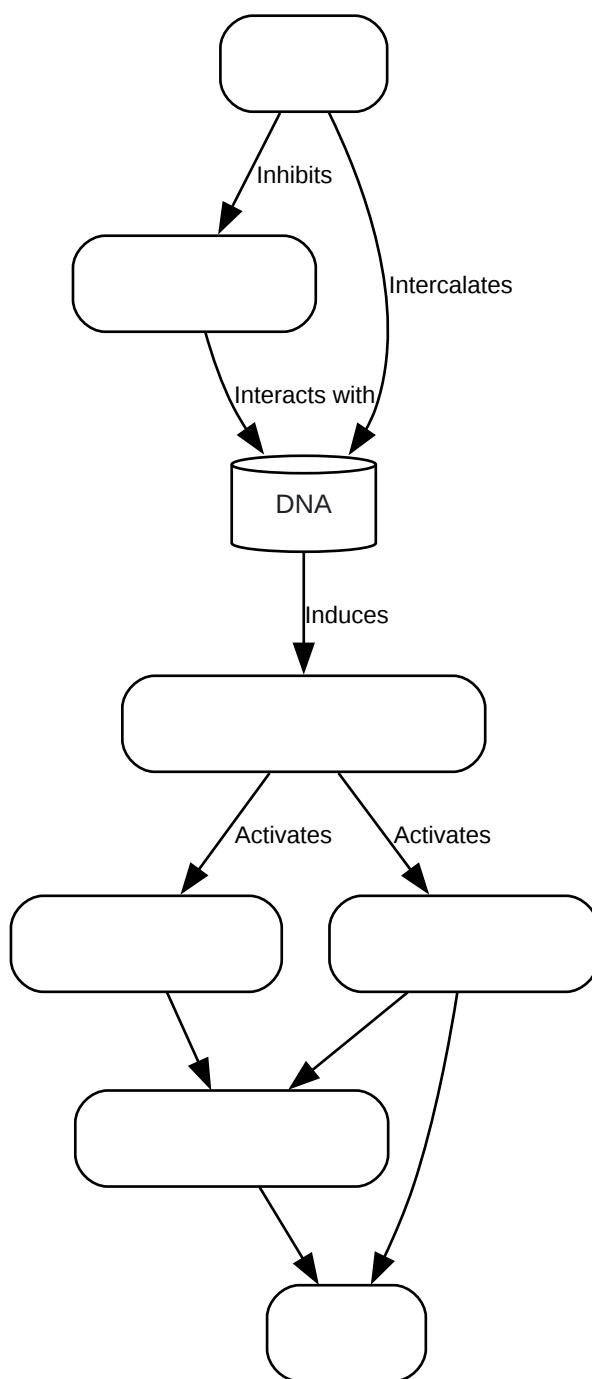 Inhibits
Intercalates
Interacts with
DNA
Induces
Activates
Activates